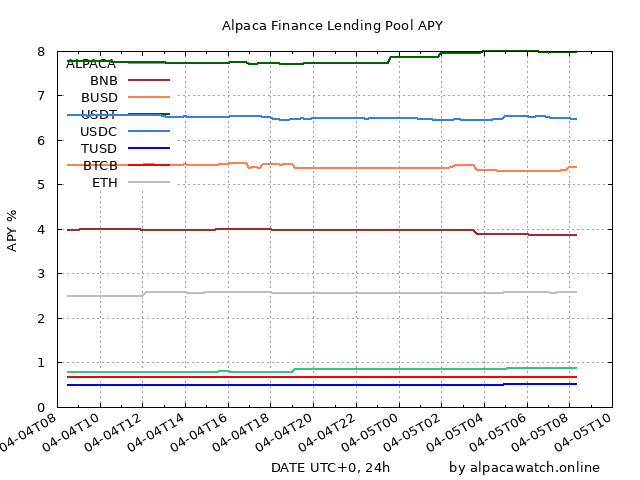 Alpaca Finance Lending Pool APY
8
7
6
5
4
3
2
1
0
APY %
ALPACA
BNB
BUSD
USDT
USDC
TUSD
BTCB
ETH
04-04T08
04-04T10
04-04T12
04-04T14
04-04T16
04-04T18
04-04T20
04-04T22
04-05T00
04-05T02
04-05T04
04-05T06
04-05T08
04-05T10
DATE UTC+0, 24h
by alpacawatch.online